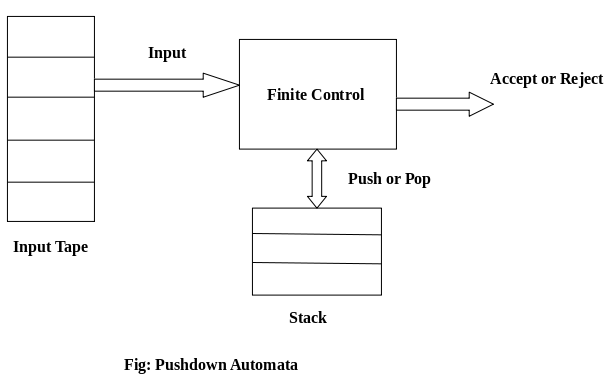 Input
Accept or Reject
Finite Control
Push or Pop
Input Tape
Stack
Fig: Pushdown Automata